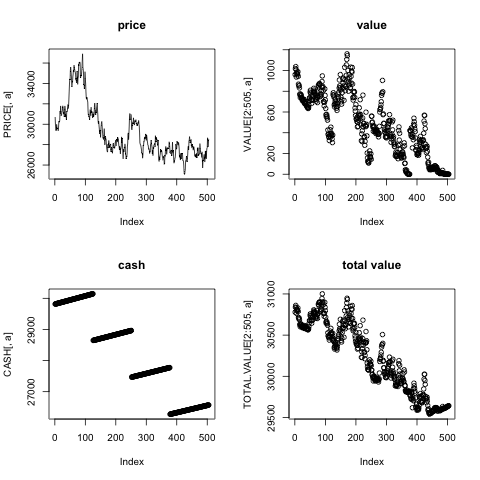 price
PRICE[, a]
26000 30000 34000
0 100 200 300 400 500
Index
value
VALUE[2:505, a]
0 200 600 1000
0 100 200 300 400 500
Index
cash
CASH[, a]
27000 29000
0 100 200 300 400 500
Index
total value
TOTAL.VALUE[2:505, a]
29500 30000 30500 31000
0 100 200 300 400 500
Index